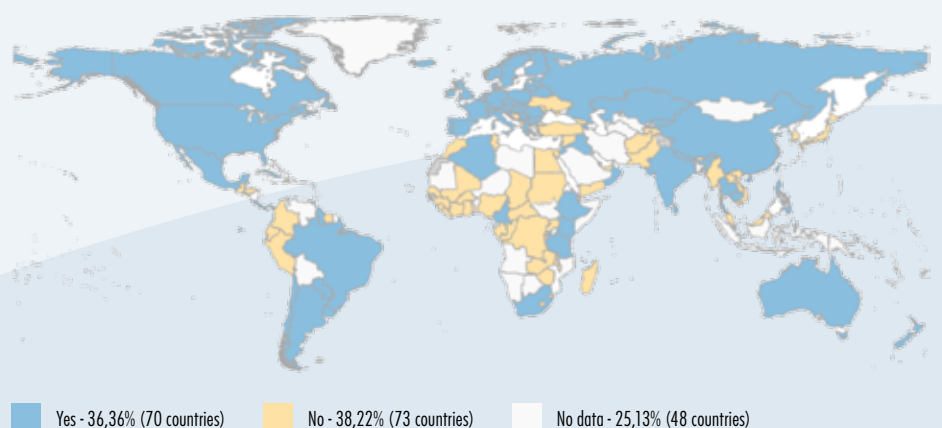 Yes - 36,36% (70 countries) No - 38,22% (73 countries) No data - 25,13% (48 countries)